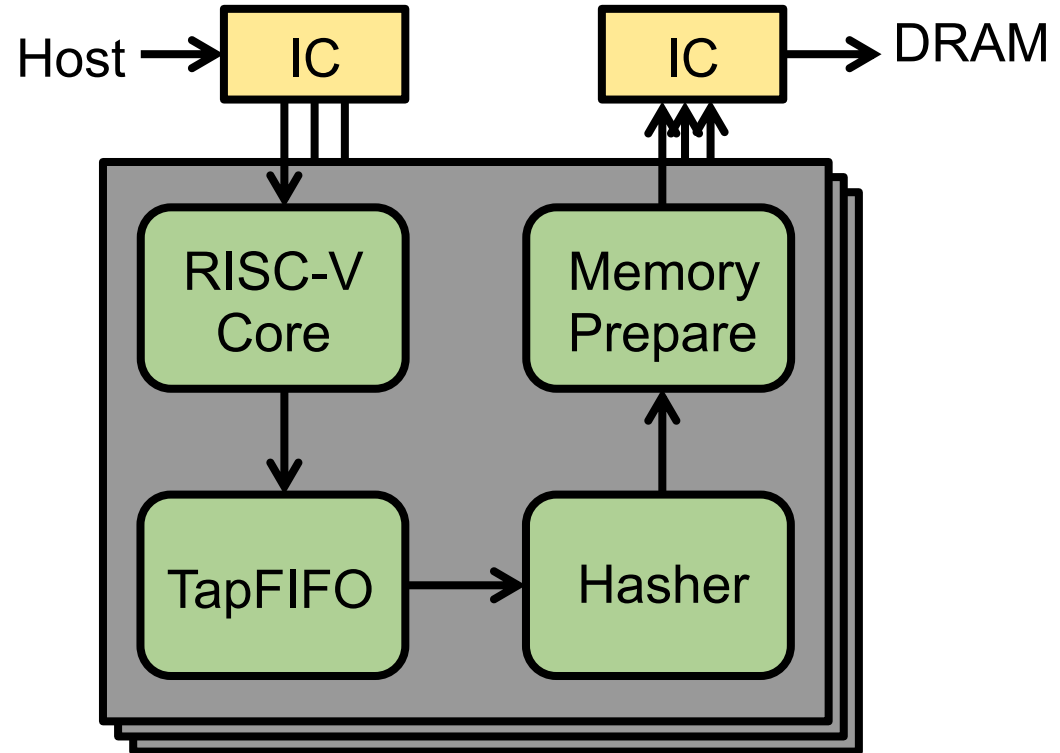 Host
IC
IC
DRAM
RISC-V
Core
Memory
Prepare
TapFIFO
Hasher